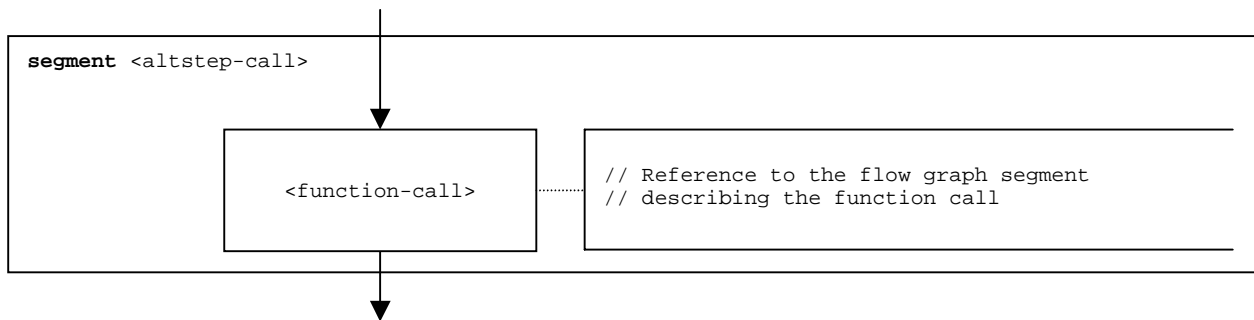 segment <altstep-call>
<function-call>
// Reference to the flow graph segment
// describing the function call